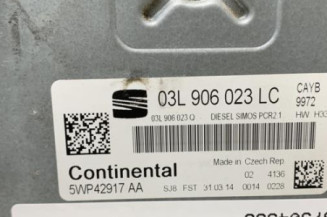 03L 906 023 LC
CAYB
9972
03L 906 023 Q DIESEL SIMOS PCR2.1 HW H33
Continental
Made in Czech Rep
02 4136
5WP42917 AA SJ8 FST 31.03.14 0014 0228